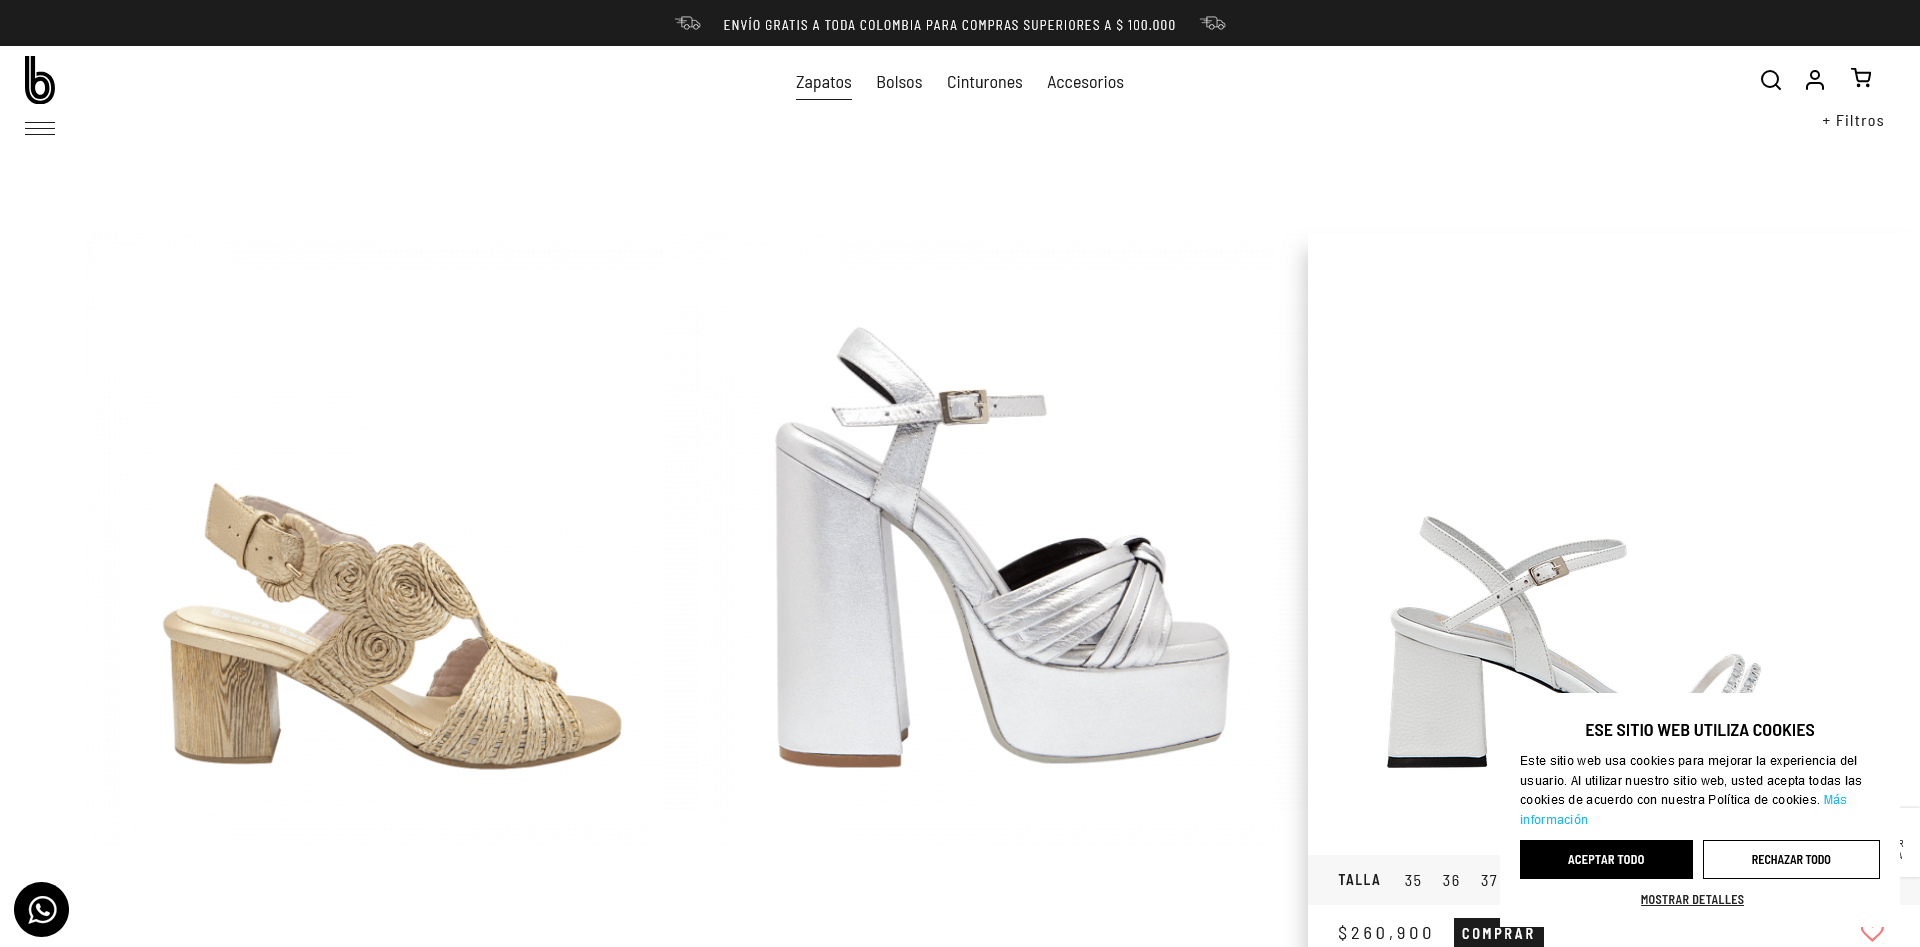 ENVÍO GRATIS A TODA COLOMBIA PARA COMPRAS SUPERIORES A $ 100.000
b
Zapatos Bolsos Cinturones Accesorios
+ Filtros
ESE SITIO WEB UTILIZA COOKIES
Este sitio web usa cookies para mejorar la experiencia del
usuario. Al utilizar nuestro sitio web, usted acepta todas las
cookies de acuerdo con nuestra Política de cookies. Más
información
ACEPTAR TODO RECHAZAR TODO
MOSTRAR DETALLES
TALLA 35 36 37
$260,900 COMPRAR